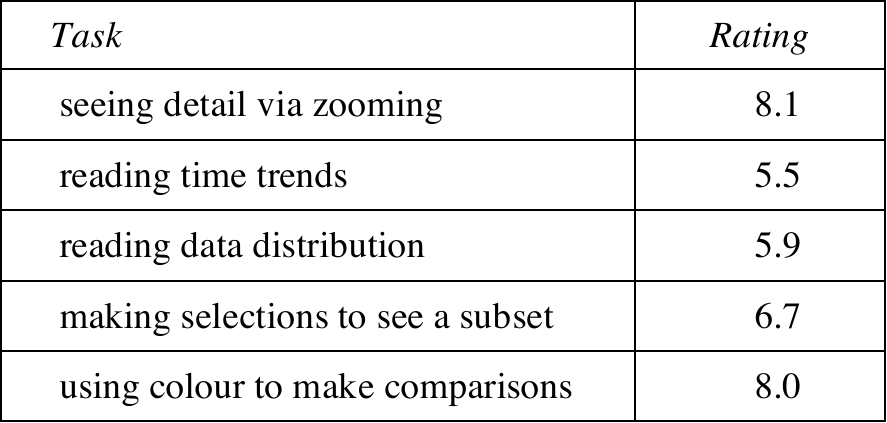 Task Rating
seeing detail via zooming 8.1
reading time trends 5.5
reading data distribution 5.9
making selections to see a subset 6.7
using colour to make comparisons 8.0